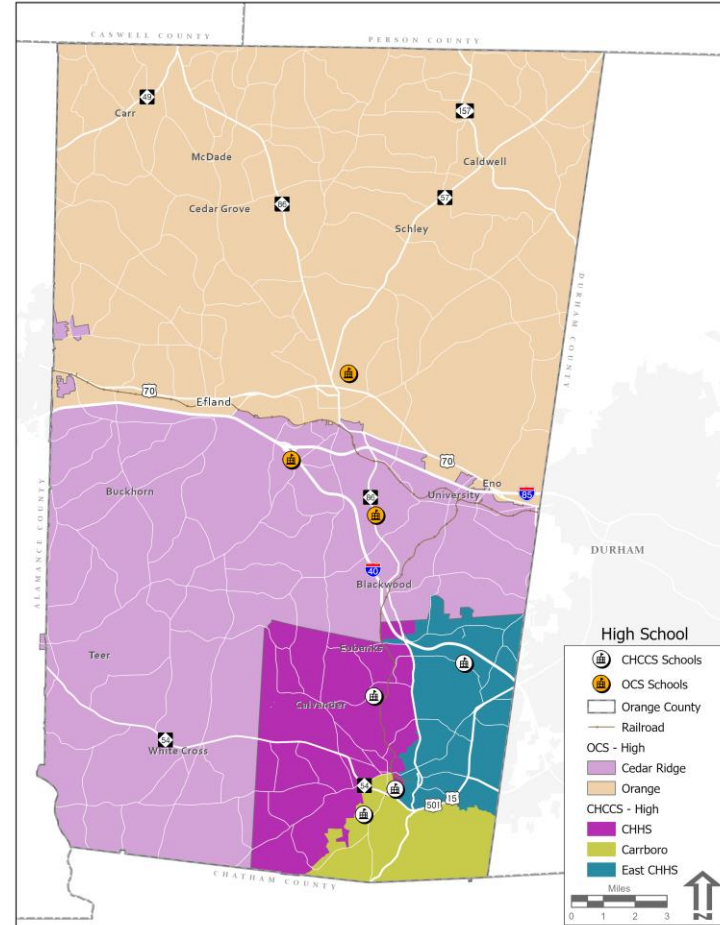 CASWELL COUNTY
PERSON COUNTY
49
Carr
157
McDade
Caldwell
Cedar Grove
86
57
Schley
DURHAM COUNTY
70
Efland
70
Buckhorn
86
University
Eno
85
ALAMANCE COUNTY
DURHAM
40
Blackwood
Eubanks
Teer
Calvander
54
White Cross
54
501
15
CHATHAM COUNTY
High School
CHCCS Schools
OCS Schools
Orange County
Railroad
OCS - High
Cedar Ridge
Orange
CHCCS - High
CHHS
Carrboro
East CHHS
Miles
0 1 2 3
N